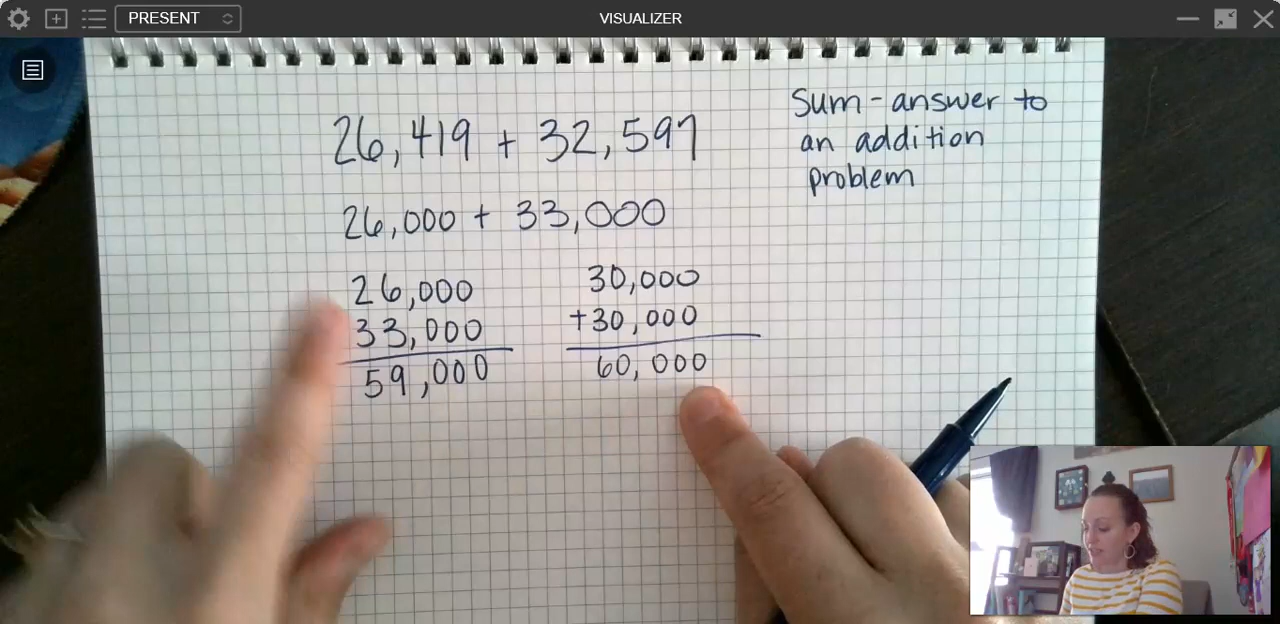 PRESENT
VISUALIZER
26,419 + 32,597
Sum - answer to
an addition
problem
26,000 + 33,000
26,000
33,000
59,000
30,000
+30,000
60,000